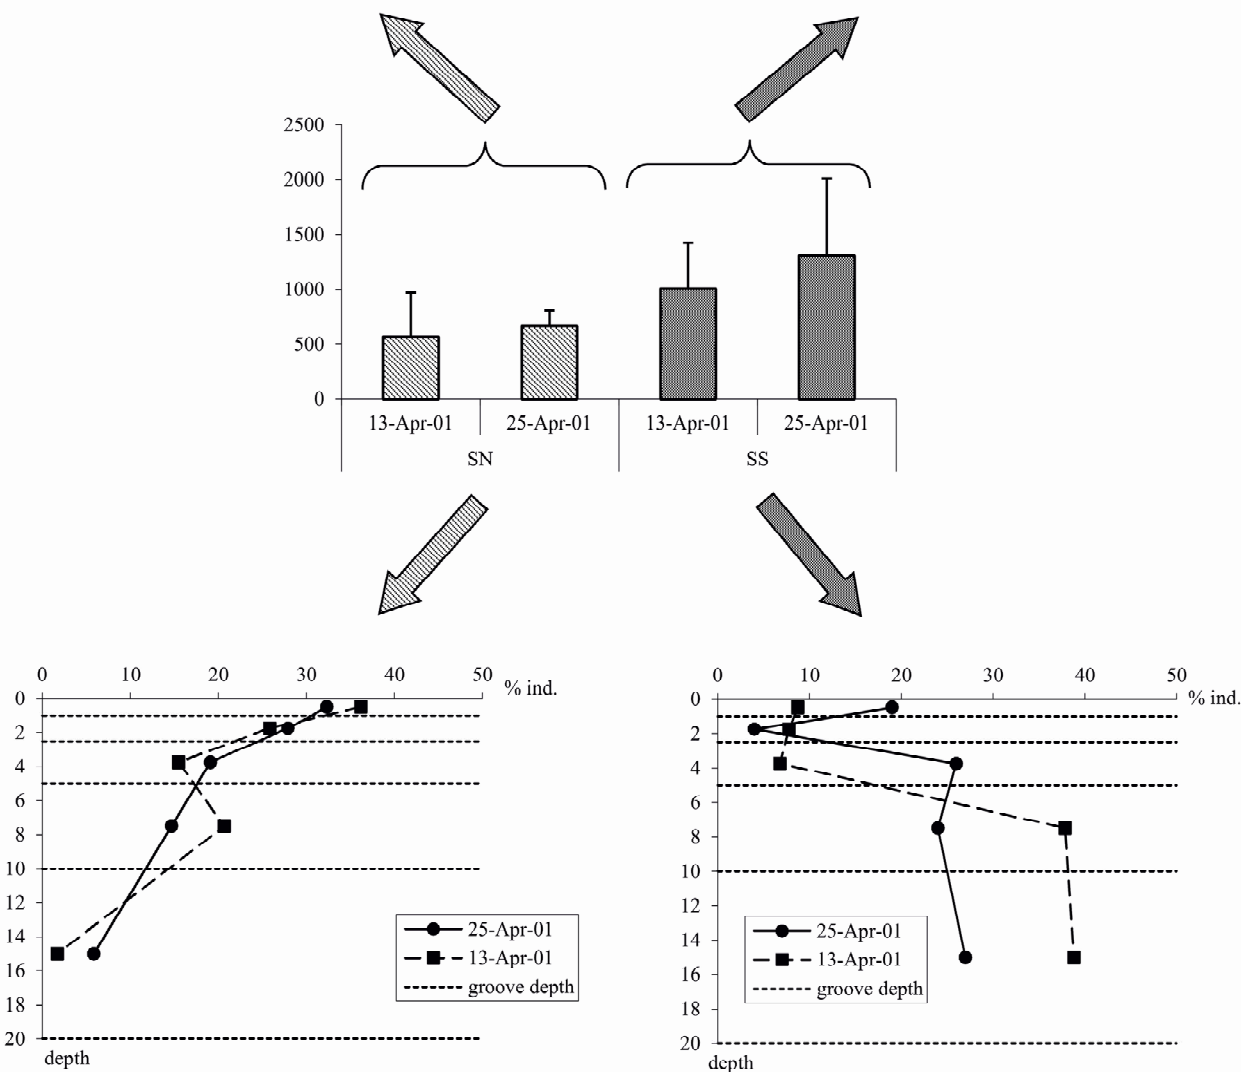 2500
2000
1500
1000
500
0
13-Apr-01 25-Apr-01 13-Apr-01 25-Apr-01
SN SS
0 10 20 30 40 50
% ind.
0
2
4
6
8
10
12
14
16
18
20
25-Apr-01
13-Apr-01
groove depth
depth
0 10 20 30 40 50
% ind.
0
2
4
6
8
10
12
14
16
18
20
25-Apr-01
13-Apr-01
groove depth
depth